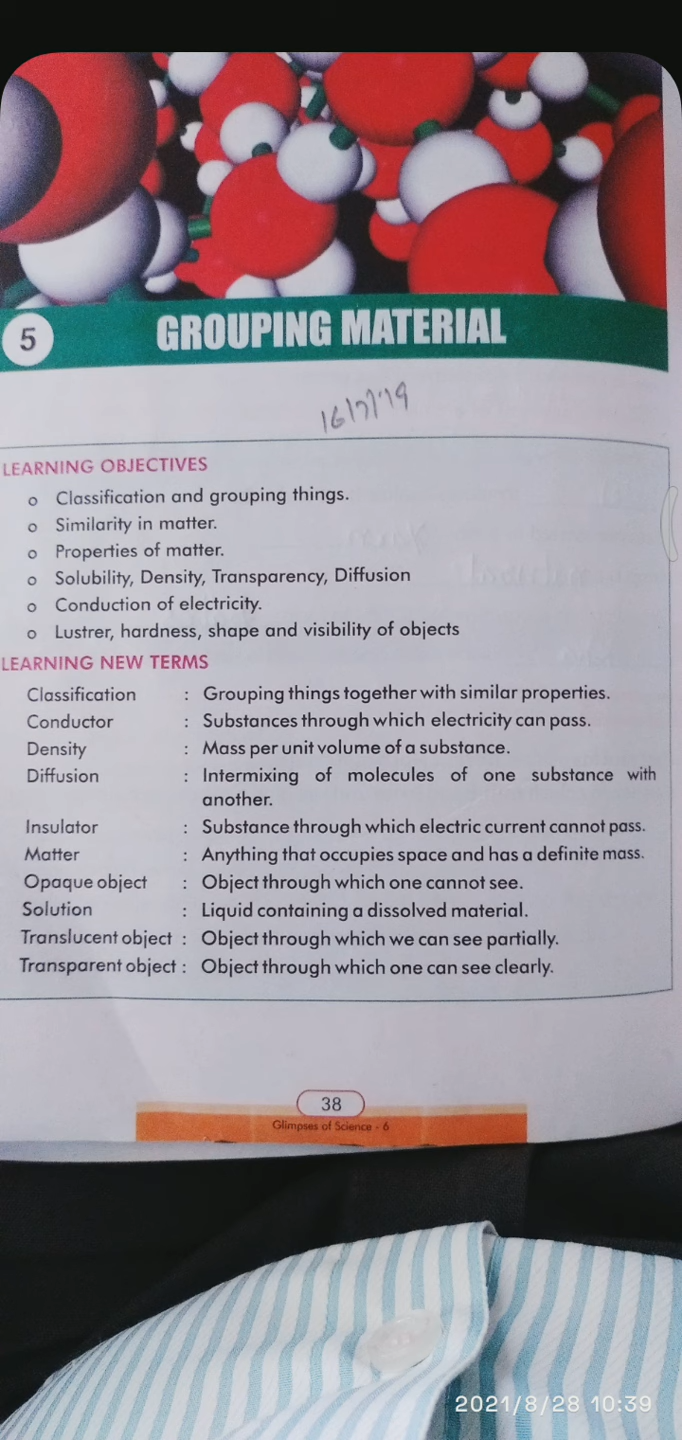 5
GROUPING MATERIAL
16/7/19
LEARNING OBJECTIVES
o Classification and grouping things.
o Similarity in matter.
o Properties of matter.
o Solubility, Density, Transparency, Diffusion
o Conduction of electricity.
o Lustrer, hardness, shape and visibility of objects
LEARNING NEW TERMS
Classification : Grouping things together with similar properties.
Conductor : Substances through which electricity can pass.
Density : Mass per unit volume of a substance.
Diffusion : Intermixing of molecules of one substance with
another.
Insulator : Substance through which electric current cannot pass.
Matter : Anything that occupies space and has a definite mass.
Opaque object : Object through which one cannot see.
Solution : Liquid containing a dissolved material.
Translucent object : Object through which we can see partially.
Transparent object : Object through which one can see clearly.
38
Glimpses of Science - 6
2021/8/28 10:39